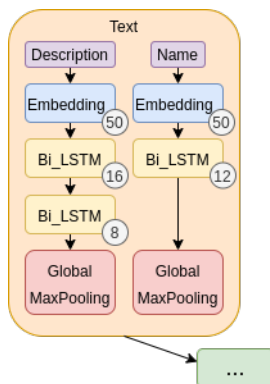 Text
Description
Embedding
50
Bi_LSTM
16
Bi_LSTM
8
Global
MaxPooling
Name
Embedding
50
Bi_LSTM
12
Global
MaxPooling
...